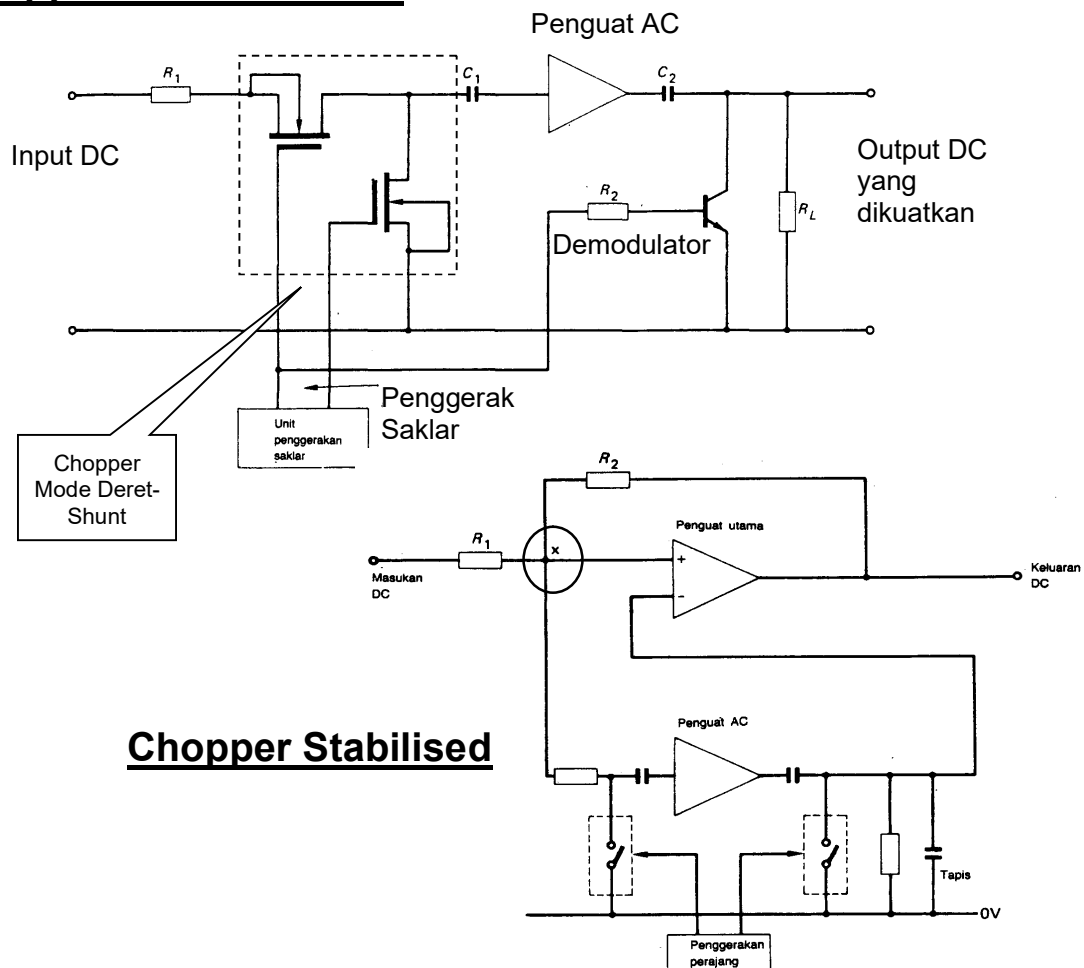 Penguat AC
R1
C1
C2
Input DC
Output DC
yang
dikuatkan
R2
RL
Demodulator
Penggerak
Saklar
Unit
penggerakan
saklar
Chopper
Mode Deret-
Shunt
R2
Penguat utama
R1
x
+
-
Masukan
DC
Keluaran
DC
Chopper Stabilised
Penguat AC
Tapis
0V
Penggerakan
perajang